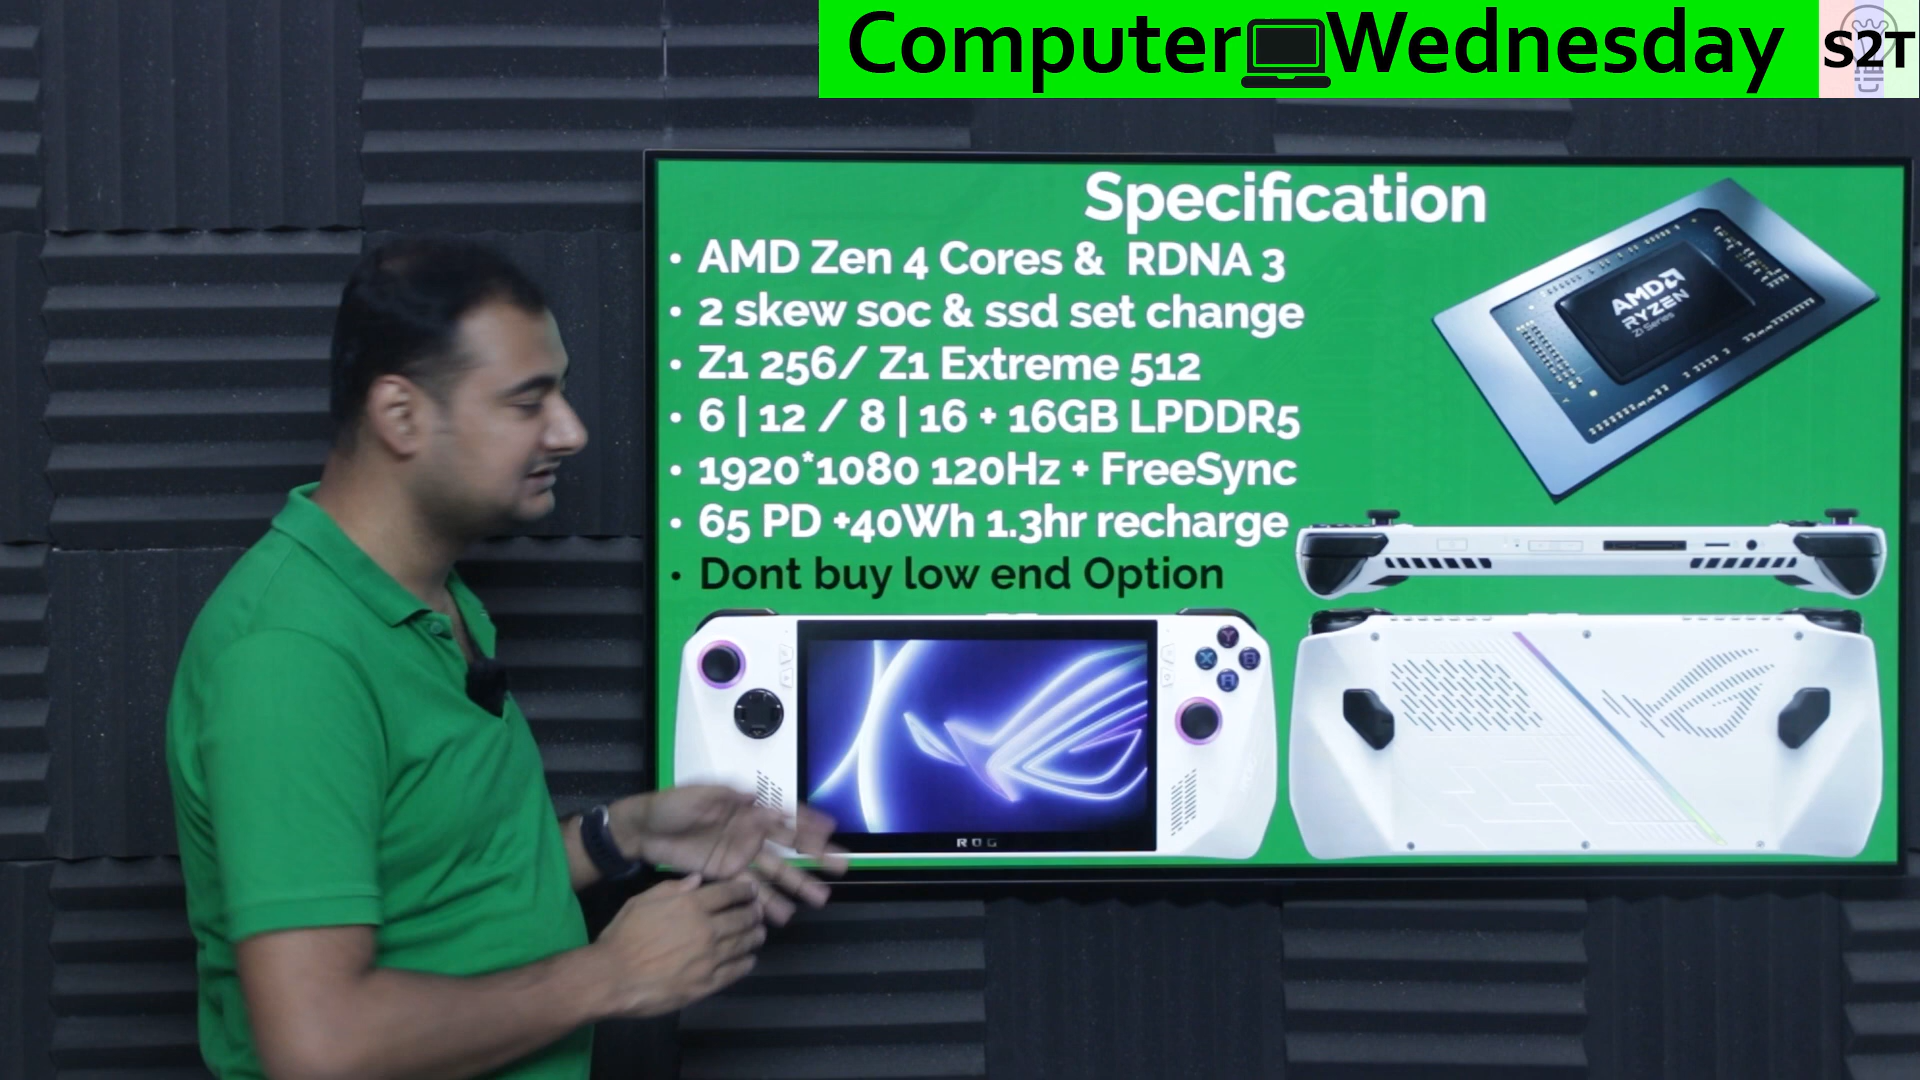 Computer Wednesday
S2T
Specification
• AMD Zen 4 Cores & RDNA 3
• 2 skew soc & ssd set change
• Z1 256/ Z1 Extreme 512
• 6 | 12 / 8 | 16 + 16GB LPDDR5
• 1920*1080 120Hz + FreeSync
• 65 PD +40Wh 1.3hr recharge
• Dont buy low end Option
AMD
RYZEN
Z1 Series
Y
X
B
A
ROG